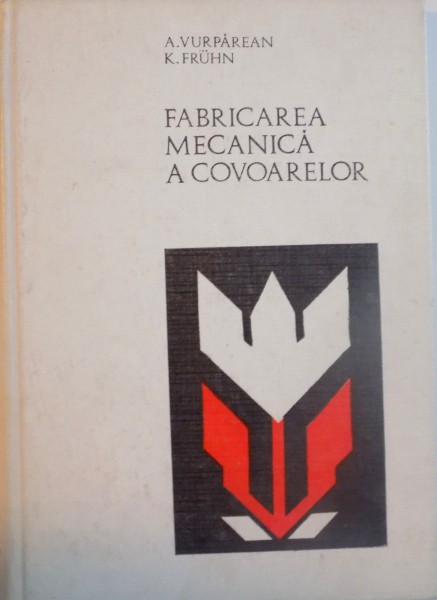 A. VURPĂREAN
K. FRÜHN
FABRICAREA
MECANICĂ
A COVOARELOR